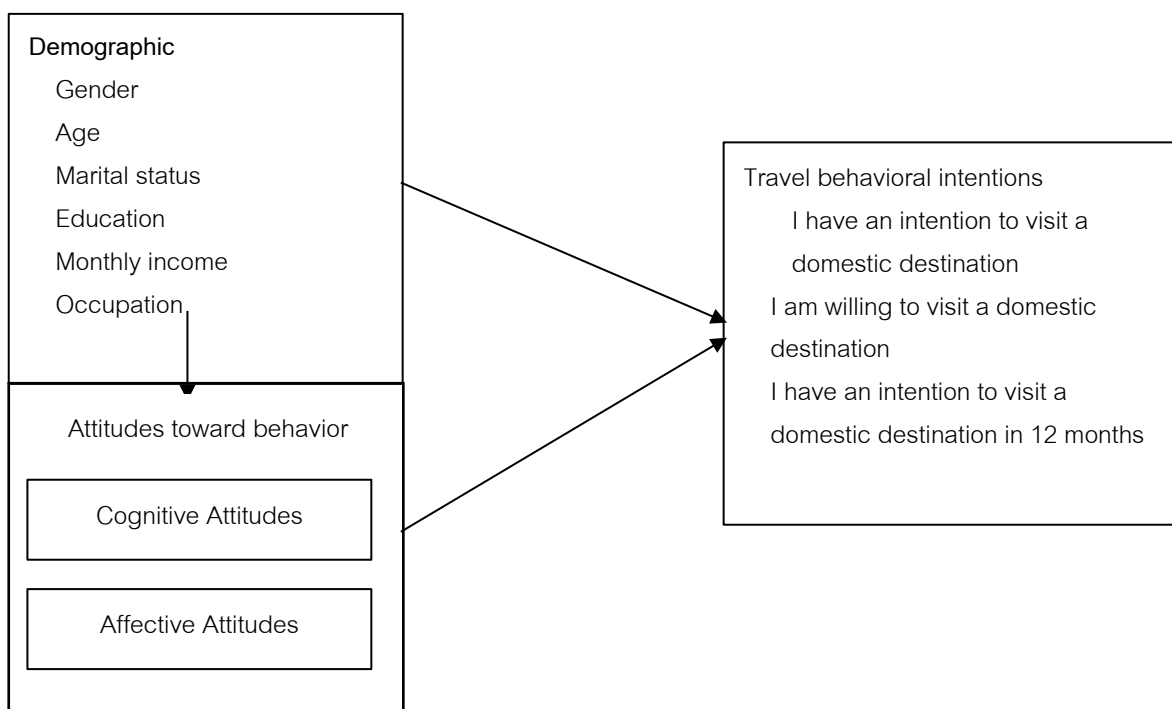 Demographic
Gender
Age
Marital status
Education
Monthly income
Occupation
Attitudes toward behavior
Cognitive Attitudes
Affective Attitudes
Travel behavioral intentions
I have an intention to visit a
domestic destination
I am willing to visit a domestic
destination
I have an intention to visit a
domestic destination in 12 months